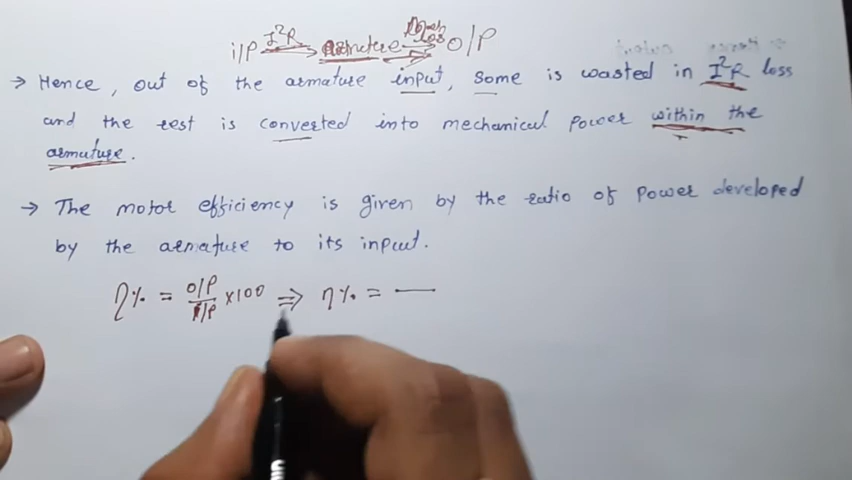 i/P I²R → armature → O/P
→ Hence, out of the armature input, some is wasted in I²R loss
and the rest is converted into mechanical power within the
armature.
→ The motor efficiency is given by the ratio of power developed
by the armature to its input.
η% = O/P / I/P ×100 ⇒ η% =